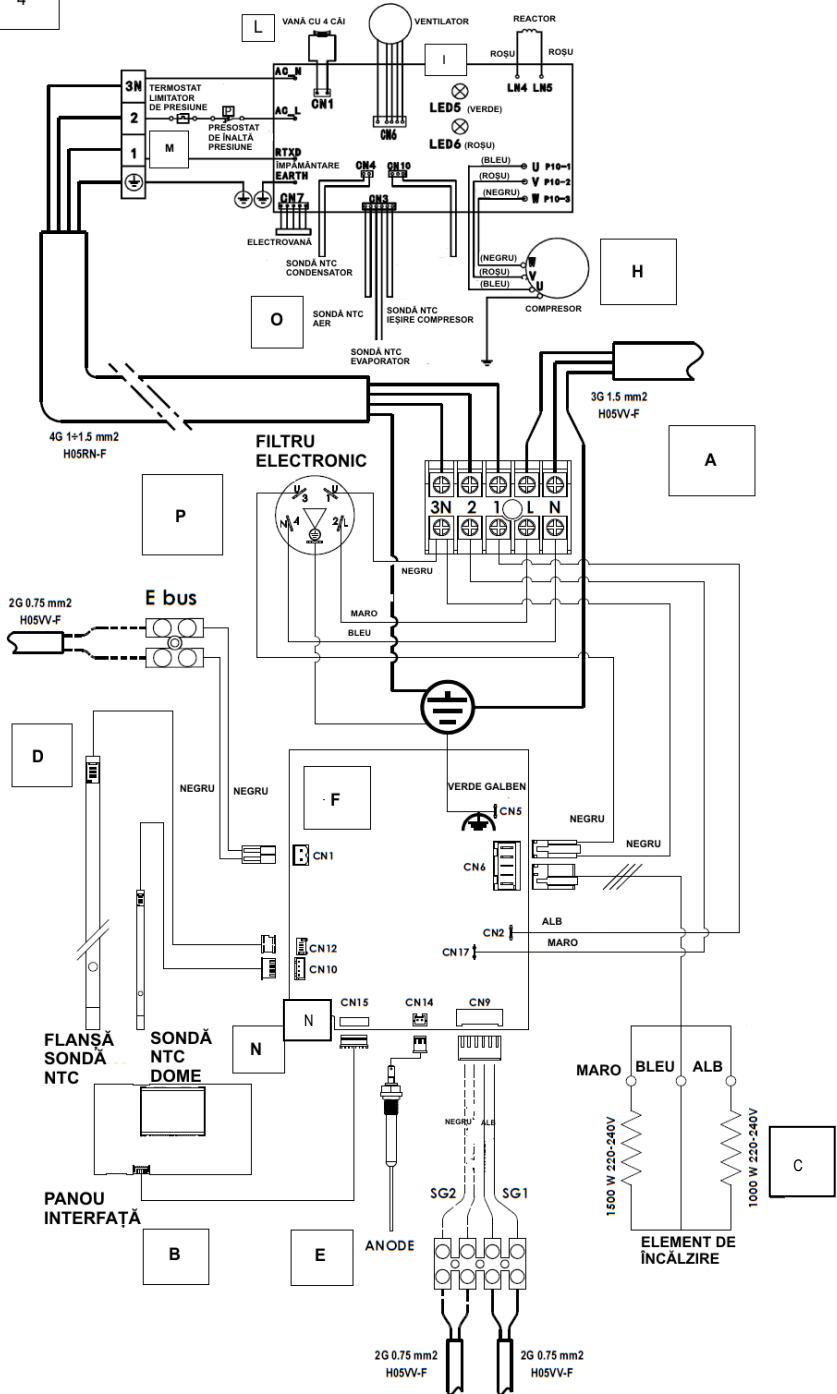 4
L
VANĂ CU 4 CĂI
VENTILATOR
REACTOR
ROȘU
ROȘU
I
LN4 LN5
3N
TERMOSTAT
LIMITATOR
DE PRESIUNE
AC_N
CN1
CN6
LED5 (VERDE)
LED6 (ROȘU)
2
P
AC_L
PRESOSTAT
DE ÎNALTĂ
PRESIUNE
1
M
RTXD
ÎMPĂMÂNTARE
EARTH
CN4
CN10
(BLEU)
U P10-1
(ROȘU)
V P10-2
(NEGRU)
W P10-3
CN7
CN3
ELECTROVANĂ
SONDĂ NTC
CONDENSATOR
(NEGRU)
W
(ROȘU)
V
(BLEU)
U
COMPRESOR
H
O
SONDĂ NTC
AER
SONDĂ NTC
IEȘIRE COMPRESOR
SONDĂ NTC
EVAPORATOR
4G 1÷1.5 mm2
H05RN-F
3G 1.5 mm2
H05VV-F
A
FILTRU
ELECTRONIC
P
U
3
U
1
N
4
2
L
3N 2 1 L N
NEGRU
MARO
BLEU
2G 0.75 mm2
H05VV-F
E bus
D
NEGRU
NEGRU
F
VERDE GALBEN
CN5
NEGRU
NEGRU
CN1
CN6
ALB
CN2
MARO
CN17
CN12
CN10
CN15
CN14
CN9
N
N
FLANȘĂ
SONDĂ
NTC
SONDĂ
NTC
DOME
MARO
BLEU
ALB
1500 W 220-240V
1000 W 220-240V
C
NEGRU
ALB
PANOU
INTERFAȚĂ
SG2
SG1
B
E
ANODE
ELEMENT DE
ÎNCĂLZIRE
2G 0.75 mm2
H05VV-F
2G 0.75 mm2
H05VV-F